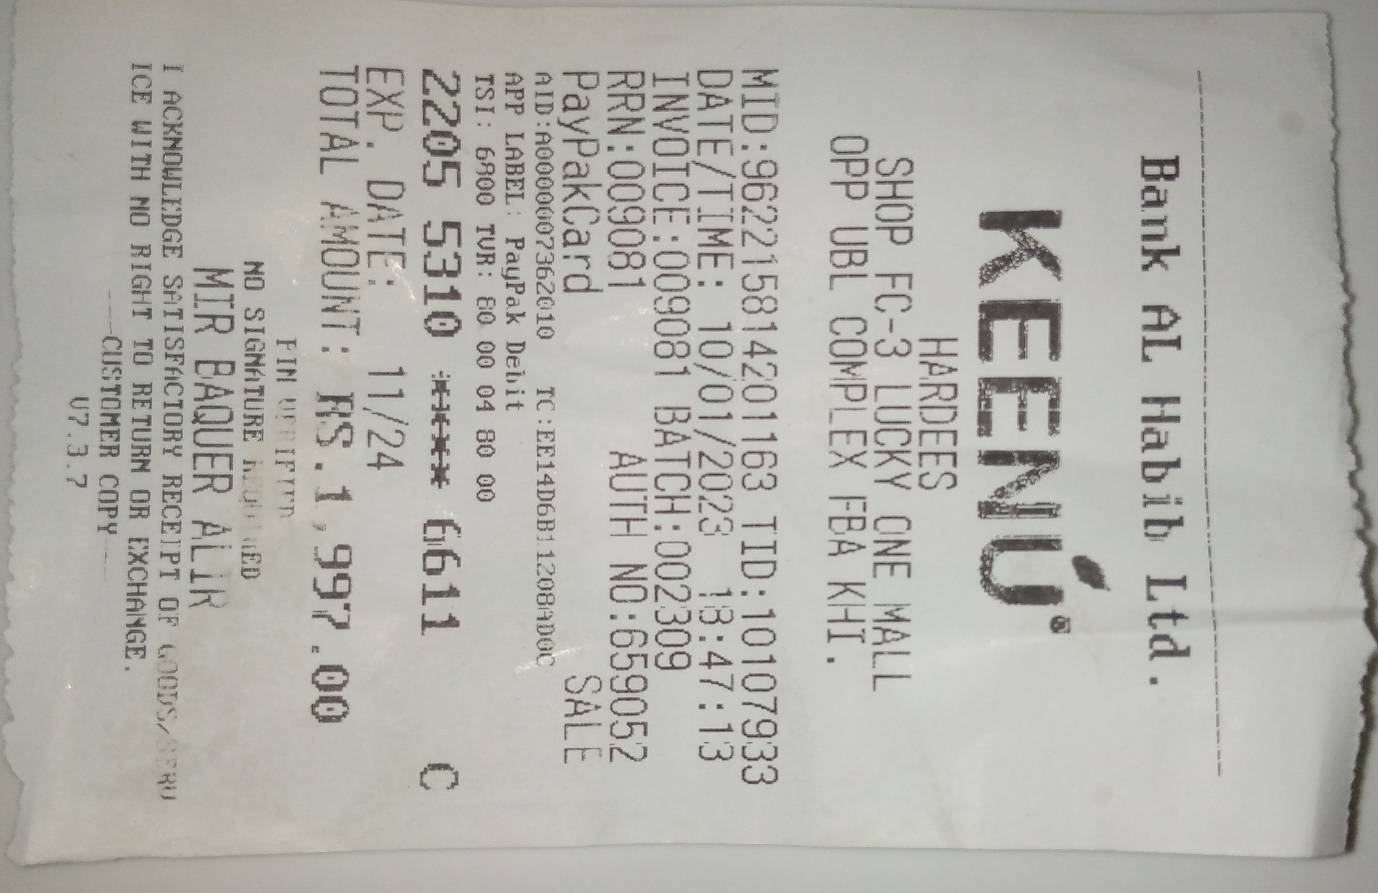 Bank AL Habib Ltd.
KEENÚ®
HARDEES
SHOP FC-3 LUCKY ONE MALL
OPP UBL COMPLEX FBA KHI.
MID:962215814201163 TID:10107933
DATE/TIME: 10/01/2023 18:47:13
INVOICE:009081 BATCH:002309
RRN:009081 AUTH NO:659052
PayPakCard SALE
AID:A0000007362010 TC:EE14D6B11208AD0C
APP LABEL: PayPak Debit
TSI: 6800 TVR: 80 00 04 80 00
2205 5310 **** 6611 C
EXP. DATE: 11/24
TOTAL AMOUNT: RS.1,997.00
PIN VERIFIED
NO SIGNATURE REQUIRED
MIR BAQUER ALIR
I ACKNOWLEDGE SATISFACTORY RECEIPT OF GOODS/SERV
ICE WITH NO RIGHT TO RETURN OR EXCHANGE.
---CUSTOMER COPY---
V7.3.7